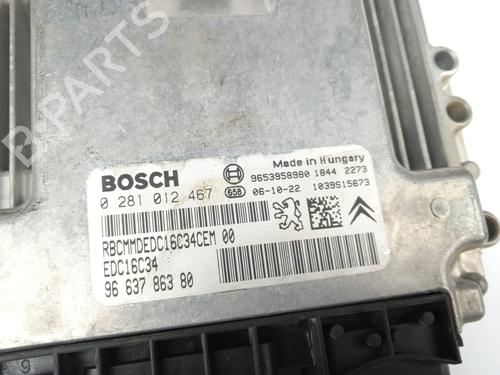 B-PARTS
BOSCH
0 281 012 467
Made in Hungary
9653958980 1844 2273
656 06-10-22 1039S15673
RBCMMDEDC16C34CEM 00
EDC16C34
96 637 863 80